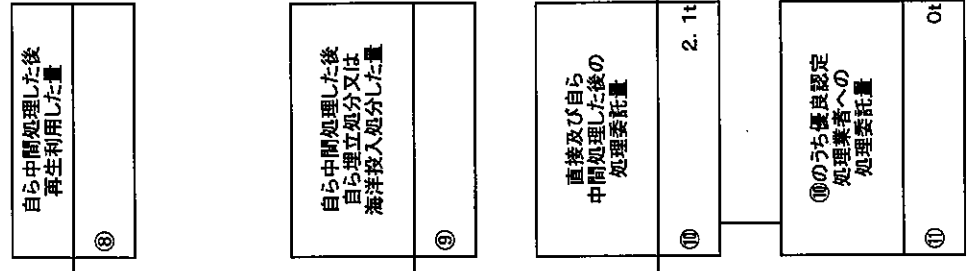 自ら中間処理した後
再生利用した量
⑧
自ら中間処理した後
自ら埋立処分又は
海洋投入処分した量
⑨
直接及び自ら
中間処理した後の
処理委託量
⑩ 2.1t
⑩のうち優良認定
処理業者への
処理委託量
⑪ 0t